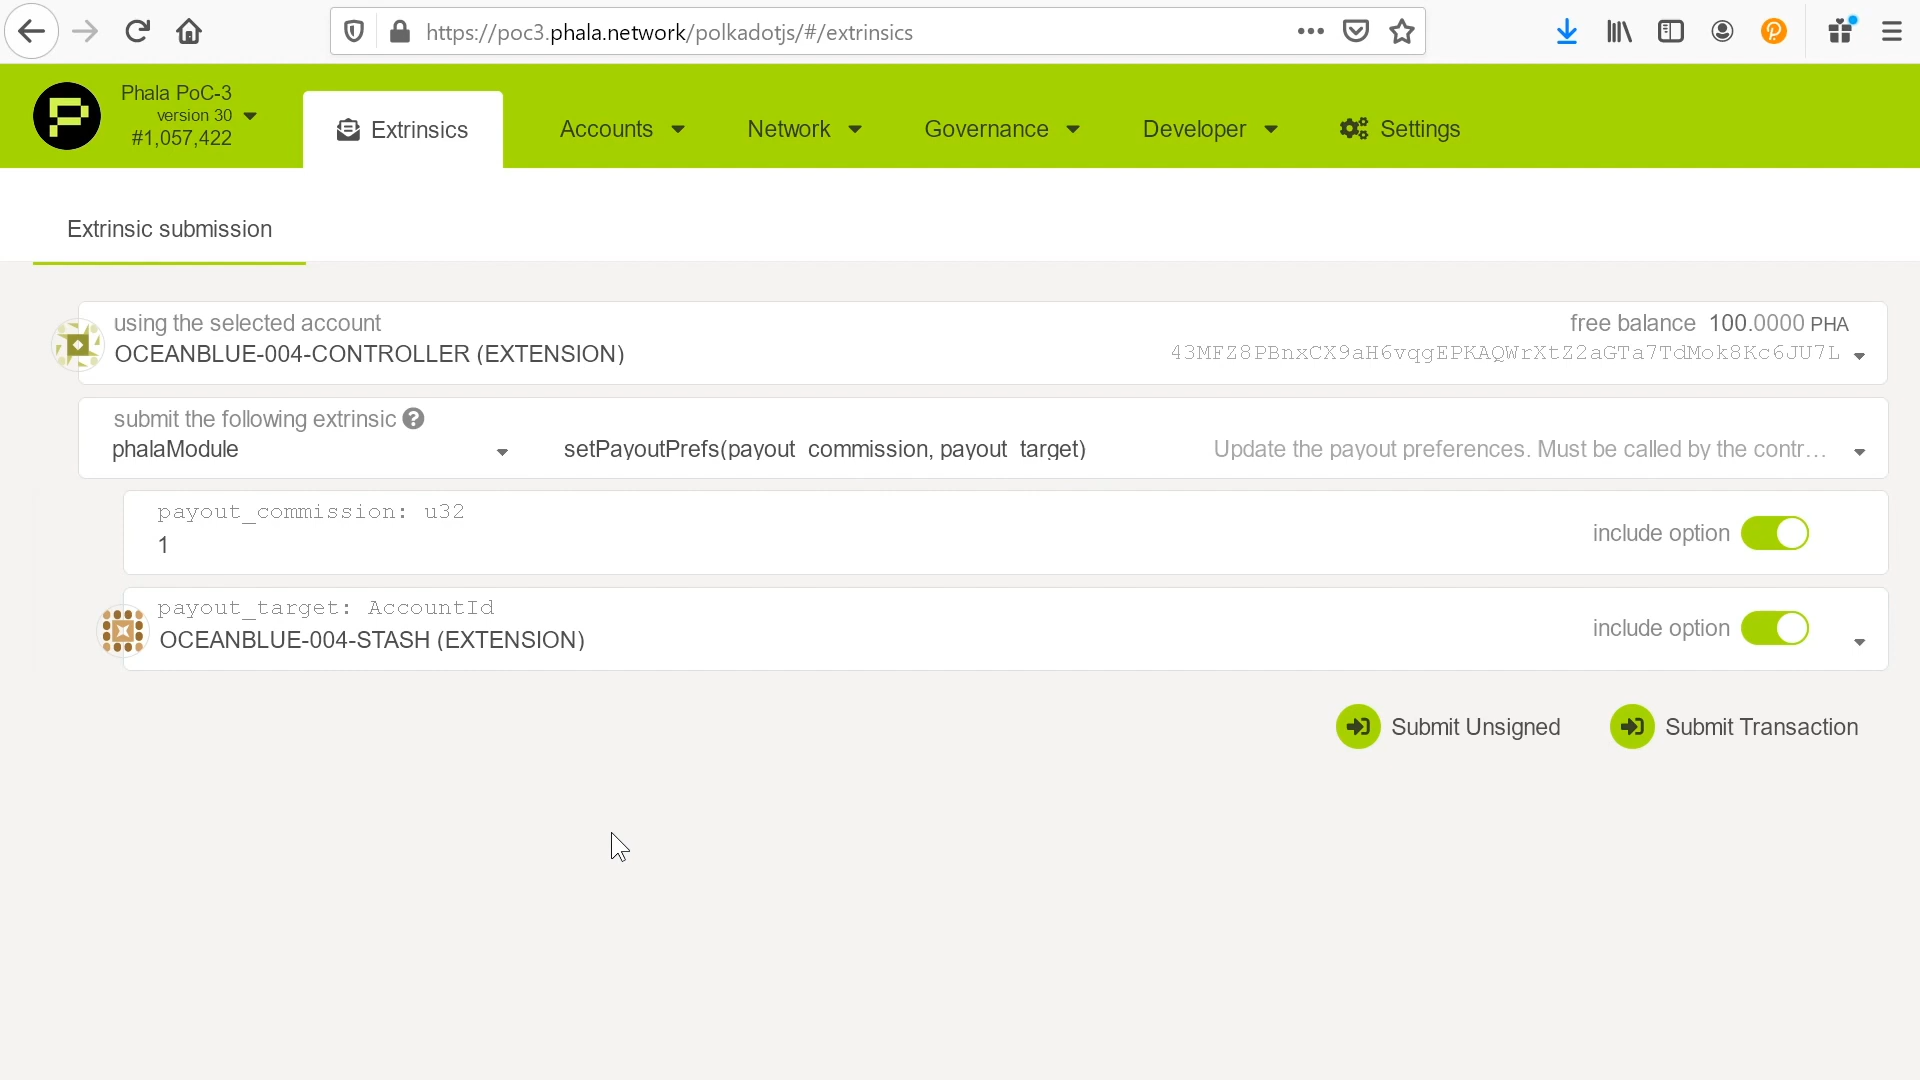 https://poc3.phala.network/polkadotjs/#/extrinsics
Phala PoC-3
version 30
#1,057,422
Extrinsics
Accounts
Network
Governance
Developer
Settings
Extrinsic submission
using the selected account
free balance 100.0000 PHA
OCEANBLUE-004-CONTROLLER (EXTENSION)
43MFZ8PBnxCX9aH6vqgEPKAQWrXtZ2aGTa7TdMok8Kc6JU7L
submit the following extrinsic
phalaModule
setPayoutPrefs(payout_commission, payout_target)
Update the payout preferences. Must be called by the contr...
payout_commission: u32
1
include option
payout_target: AccountId
OCEANBLUE-004-STASH (EXTENSION)
include option
Submit Unsigned
Submit Transaction